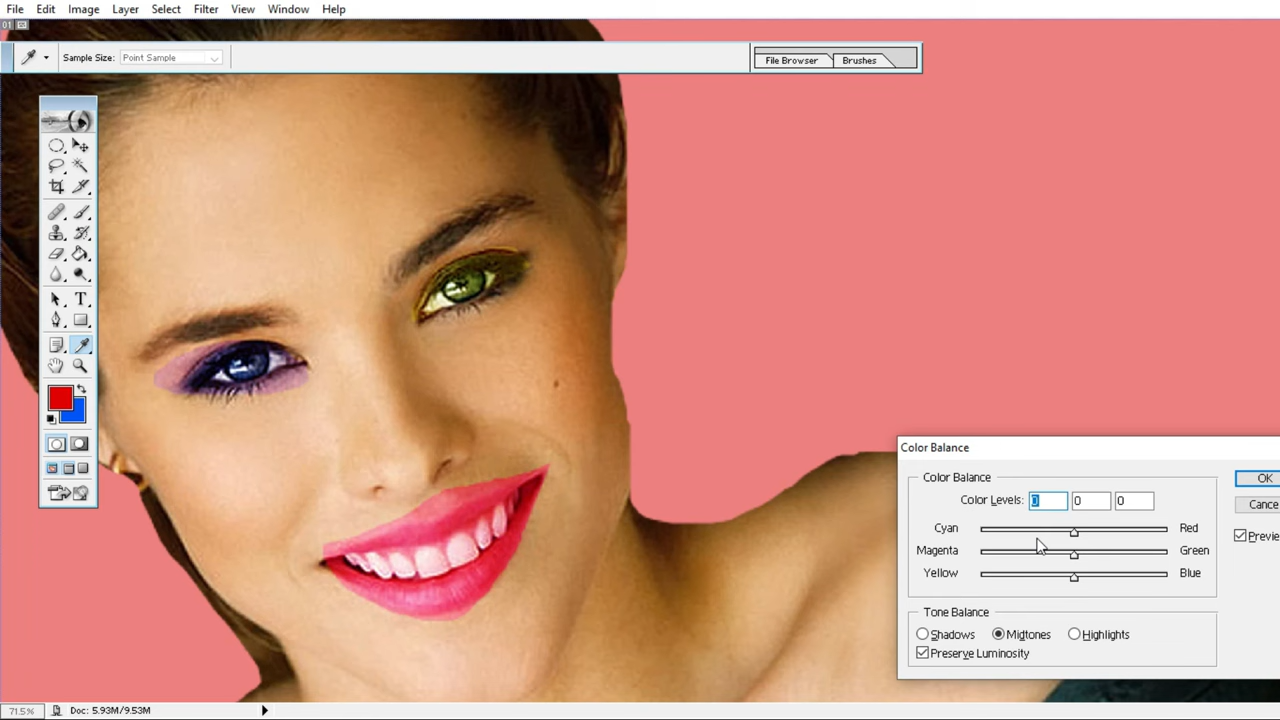 File Edit Image Layer Select Filter View Window Help
01
Sample Size: Point Sample
File Browser Brushes
T
Color Balance
Color Balance
Color Levels: 0 0 0
Cyan Red
Magenta Green
Yellow Blue
Tone Balance
Shadows Midtones Highlights
Preserve Luminosity
OK
Cance
Previe
71.5% Doc: 5.93M/9.53M